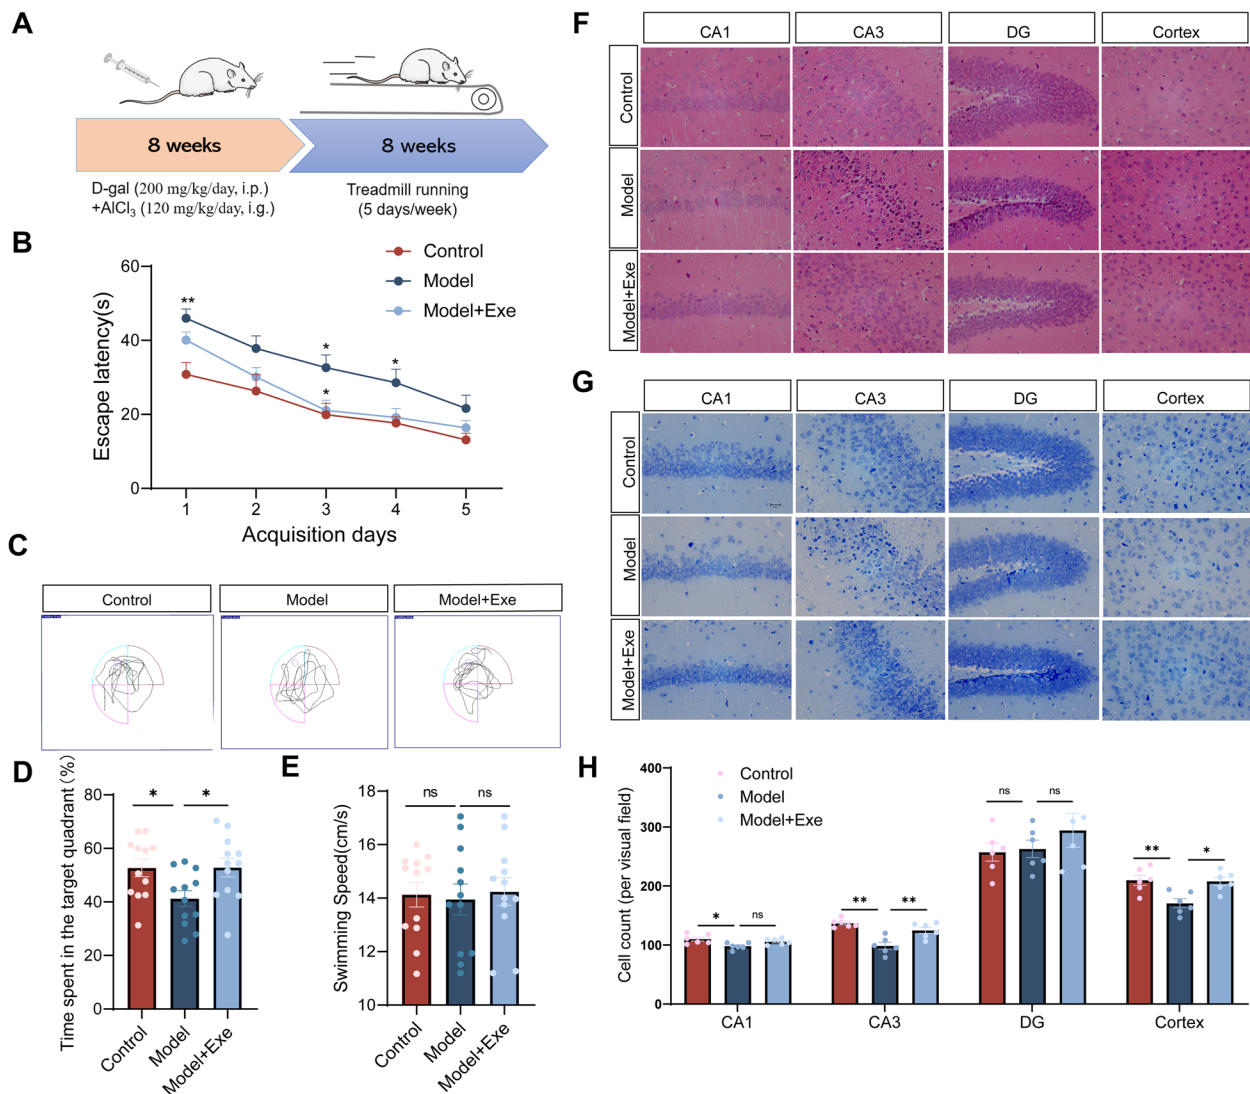 A
8 weeks
8 weeks
D-gal (200 mg/kg/day, i.p.)
+AlCl3 (120 mg/kg/day, i.g.)
Treadmill running
(5 days/week)
B
Control
Model
Model+Exe
Escape latency(s)
60
40
20
0
**
*
*
*
1
2
3
4
5
Acquisition days
C
Control
Model
Model+Exe
D
Time spent in the target quadrant (%)
80
60
40
20
0
*
*
Control
Model
Model+Exe
E
Swimming Speed(cm/s)
18
16
14
12
10
ns
ns
Control
Model
Model+Exe
F
CA1
CA3
DG
Cortex
Control
Model
Model+Exe
G
CA1
CA3
DG
Cortex
Control
Model
Model+Exe
H
Control
Model
Model+Exe
Cell count (per visual field)
400
300
200
100
0
*
ns
**
**
ns
ns
**
*
CA1
CA3
DG
Cortex